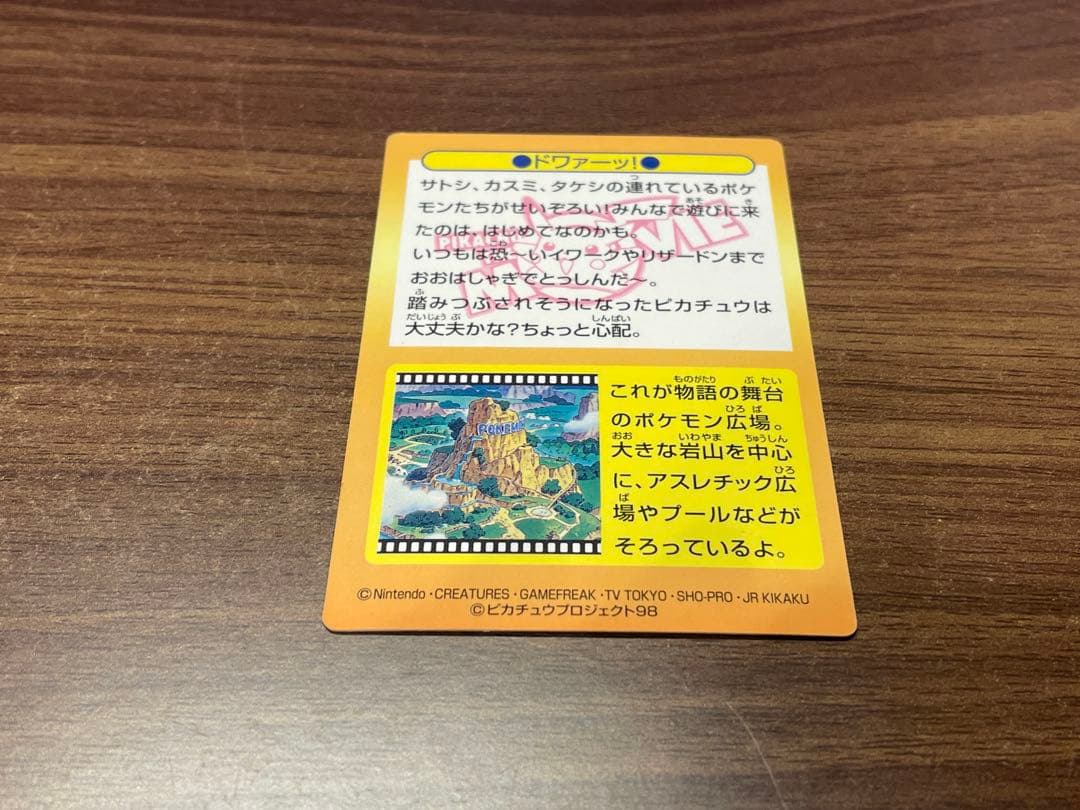 ●ドワァーッ!●
サトシ、カスミ、タケシの連れているポケ
モンたちがせいぞろい!みんなで遊びに来
たのは、はじめてなのかも。
いつもは恐〜いイワークやリザードンまで
おおはしゃぎでとっしんだ〜。
踏みつぶされそうになったピカチュウは
大丈夫かな?ちょっと心配。
これが物語の舞台
のポケモン広場。
大きな岩山を中心
に、アスレチック広
場やプールなどが
そろっているよ。
©Nintendo・CREATURES・GAMEFREAK・TV TOKYO・SHO-PRO・JR KIKAKU
©ピカチュウプロジェクト98